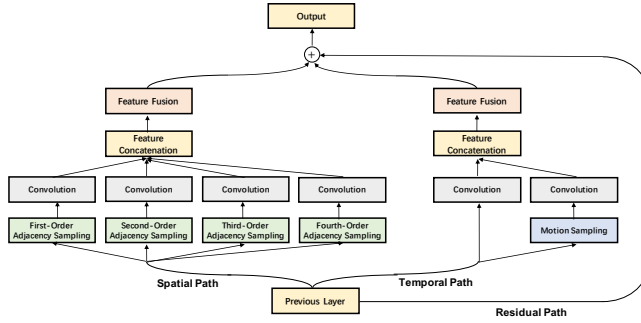 Output
+
Feature Fusion
Feature Fusion
Feature
Concatenation
Feature
Concatenation
Convolution
Convolution
Convolution
Convolution
Convolution
Convolution
First-Order
Adjacency Sampling
Second-Order
Adjacency Sampling
Third-Order
Adjacency Sampling
Fourth-Order
Adjacency Sampling
Motion Sampling
Spatial Path
Temporal Path
Previous Layer
Residual Path